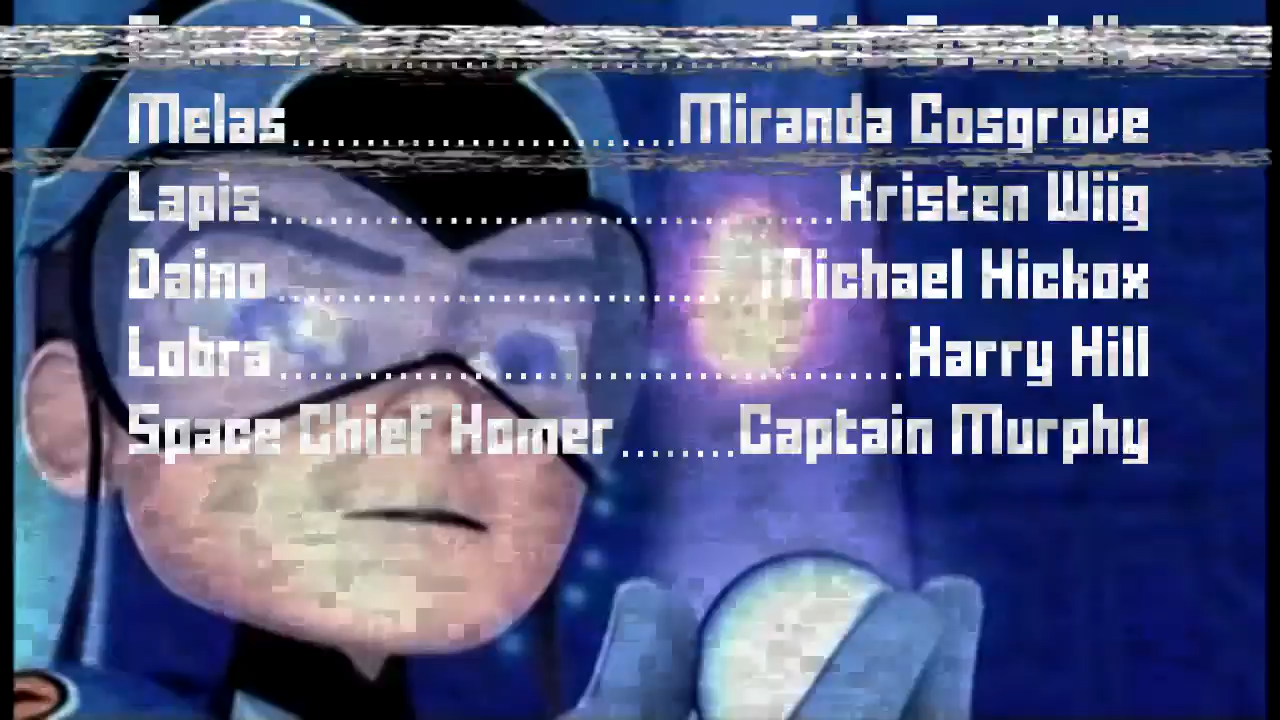 Melas..........................Miranda Cosgrove
Lapis.......................................Kristen Wiig
Daino.................................Michael Hickox
Lobra...........................................Harry Hill
Space Chief Homer ........Captain Murphy